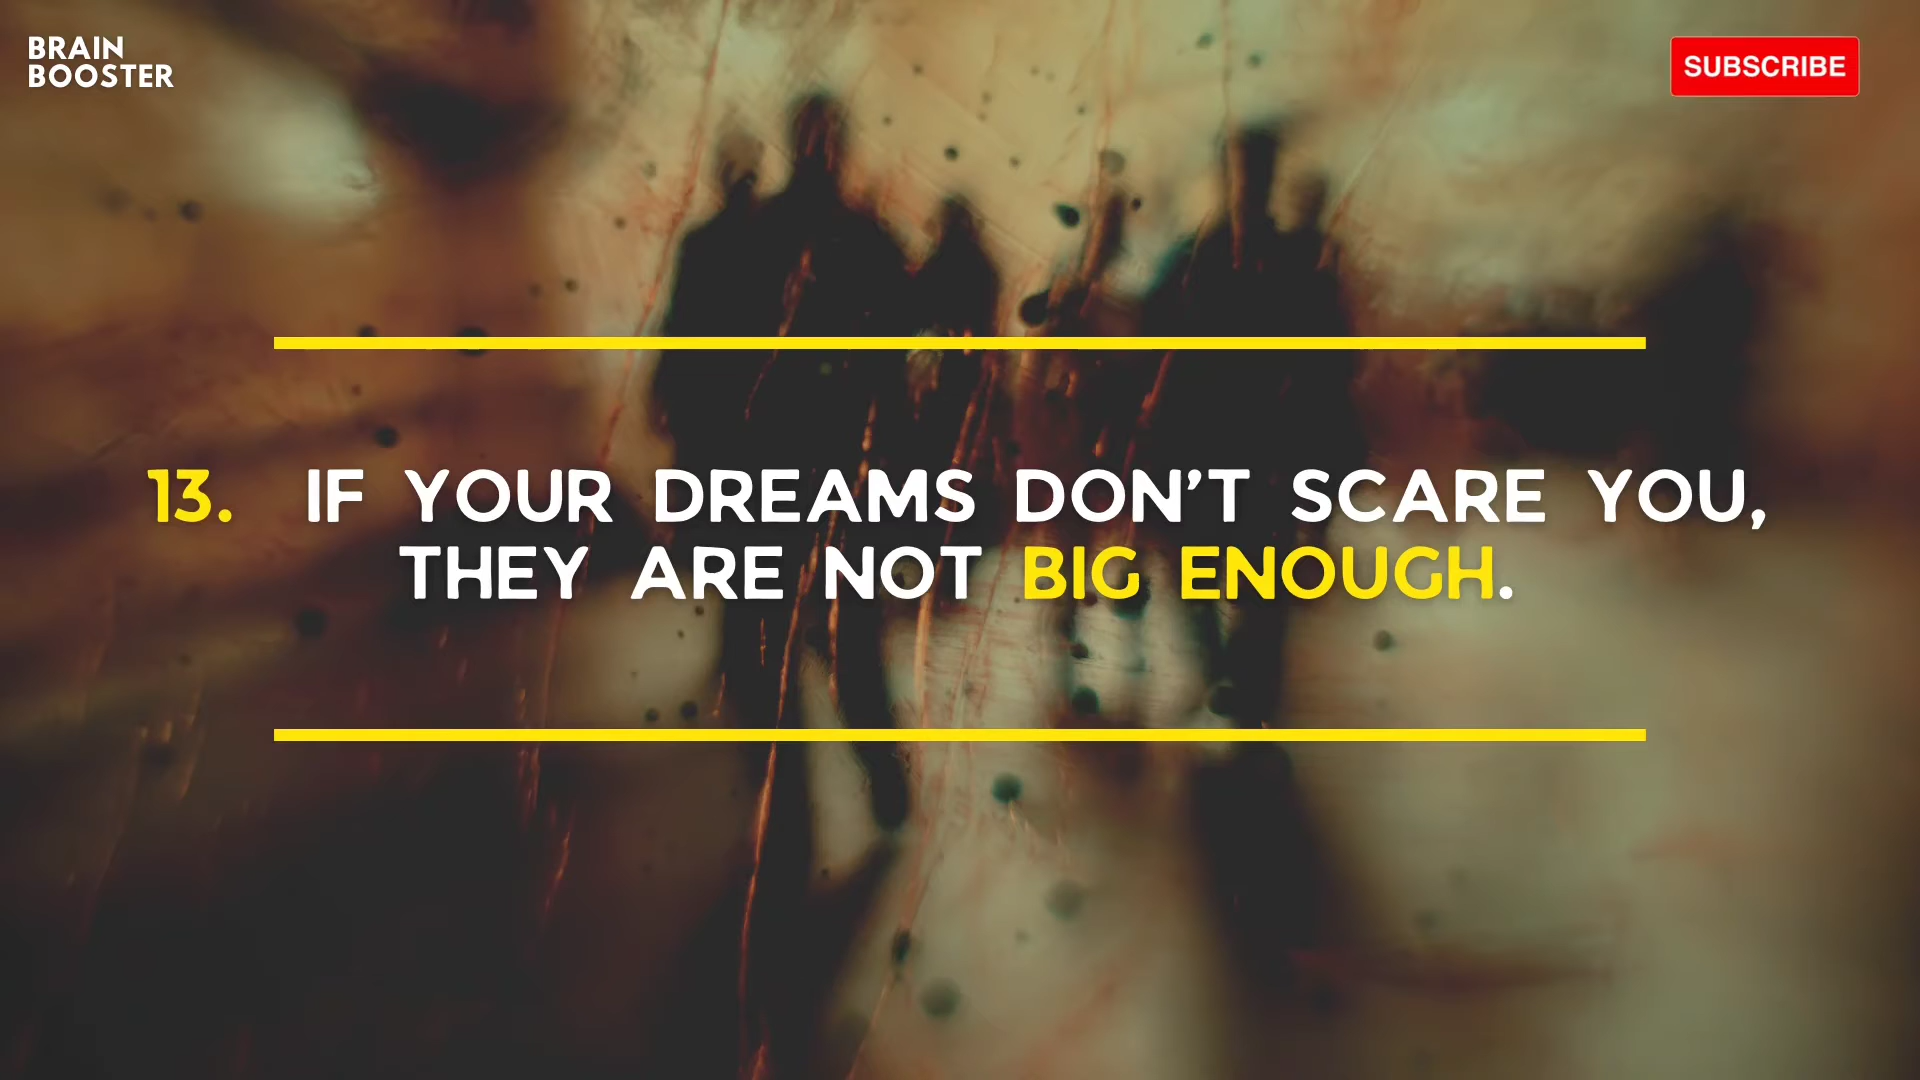 BRAIN
BOOSTER
SUBSCRIBE
13. IF YOUR DREAMS DON’T SCARE YOU,
THEY ARE NOT BIG ENOUGH.